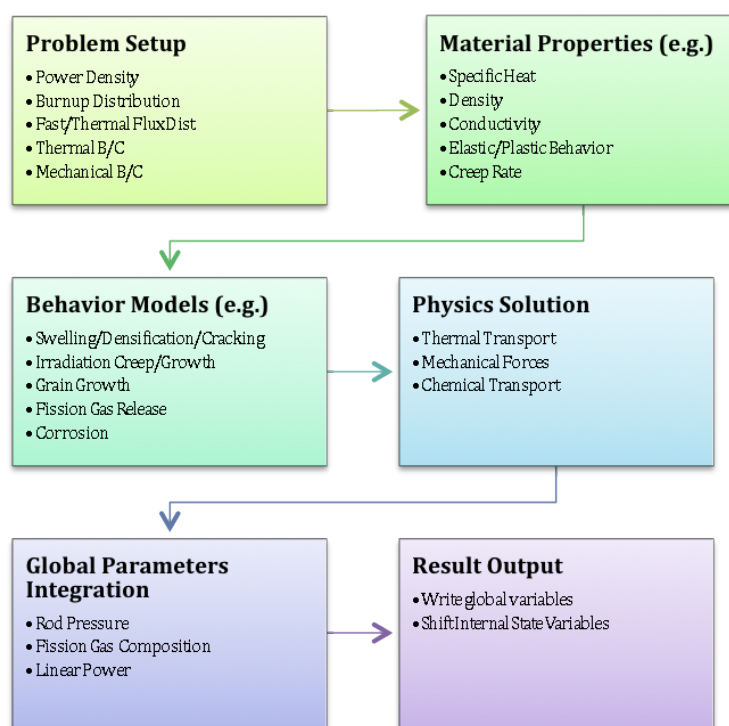 Problem Setup
• Power Density
• Burnup Distribution
• Fast/Thermal Flux Dist
• Thermal B/C
• Mechanical B/C
Material Properties (e.g.)
• Specific Heat
• Density
• Conductivity
• Elastic/Plastic Behavior
• Creep Rate
Behavior Models (e.g.)
• Swelling/Densification/Cracking
• Irradiation Creep/Growth
• Grain Growth
• Fission Gas Release
• Corrosion
Physics Solution
• Thermal Transport
• Mechanical Forces
• Chemical Transport
Global Parameters
Integration
• Rod Pressure
• Fission Gas Composition
• Linear Power
Result Output
• Write global variables
• Shift Internal State Variables